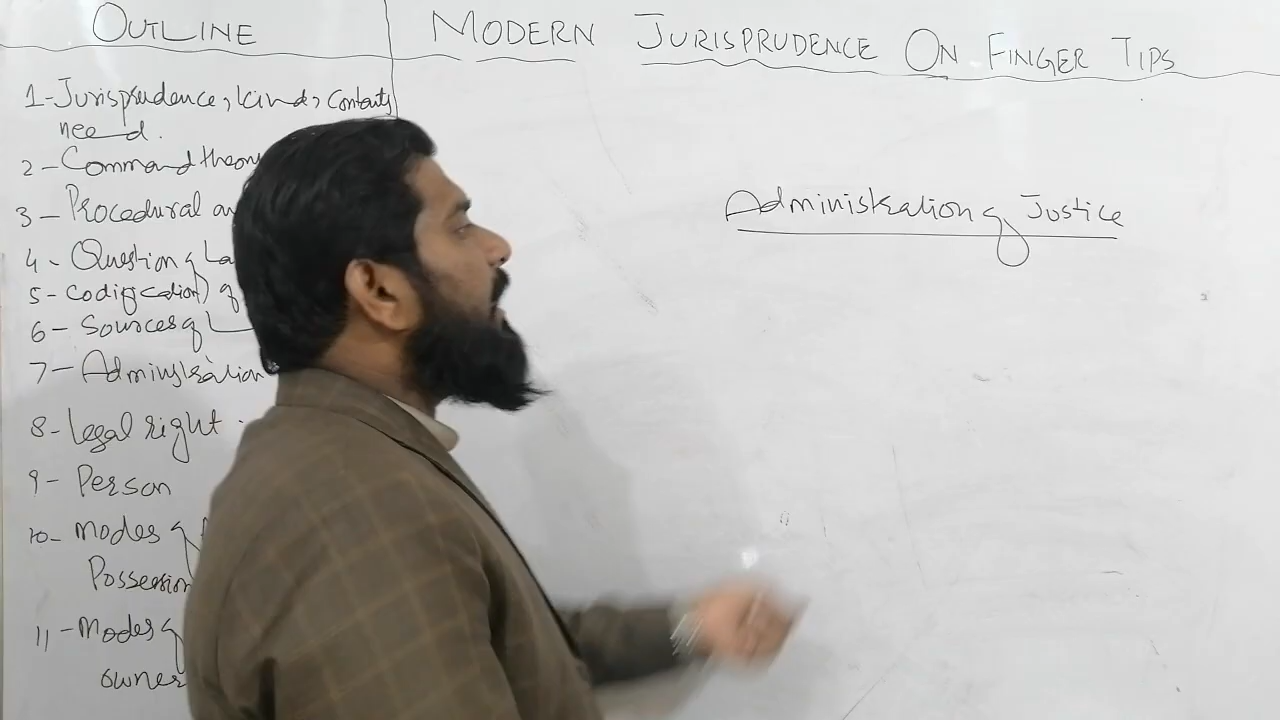 OUTLINE
MODERN JURISPRUDENCE ON FINGER TIPS
1-Jurisprudence, kinds, contents
need.
2-Command theory
3-Procedural an
4-Question of La
5-Codification of
6-Sources of L
7-Administration
8-Legal right
9-Person
10-Modes of
Possession
11-Modes of
owner
Administration of Justice